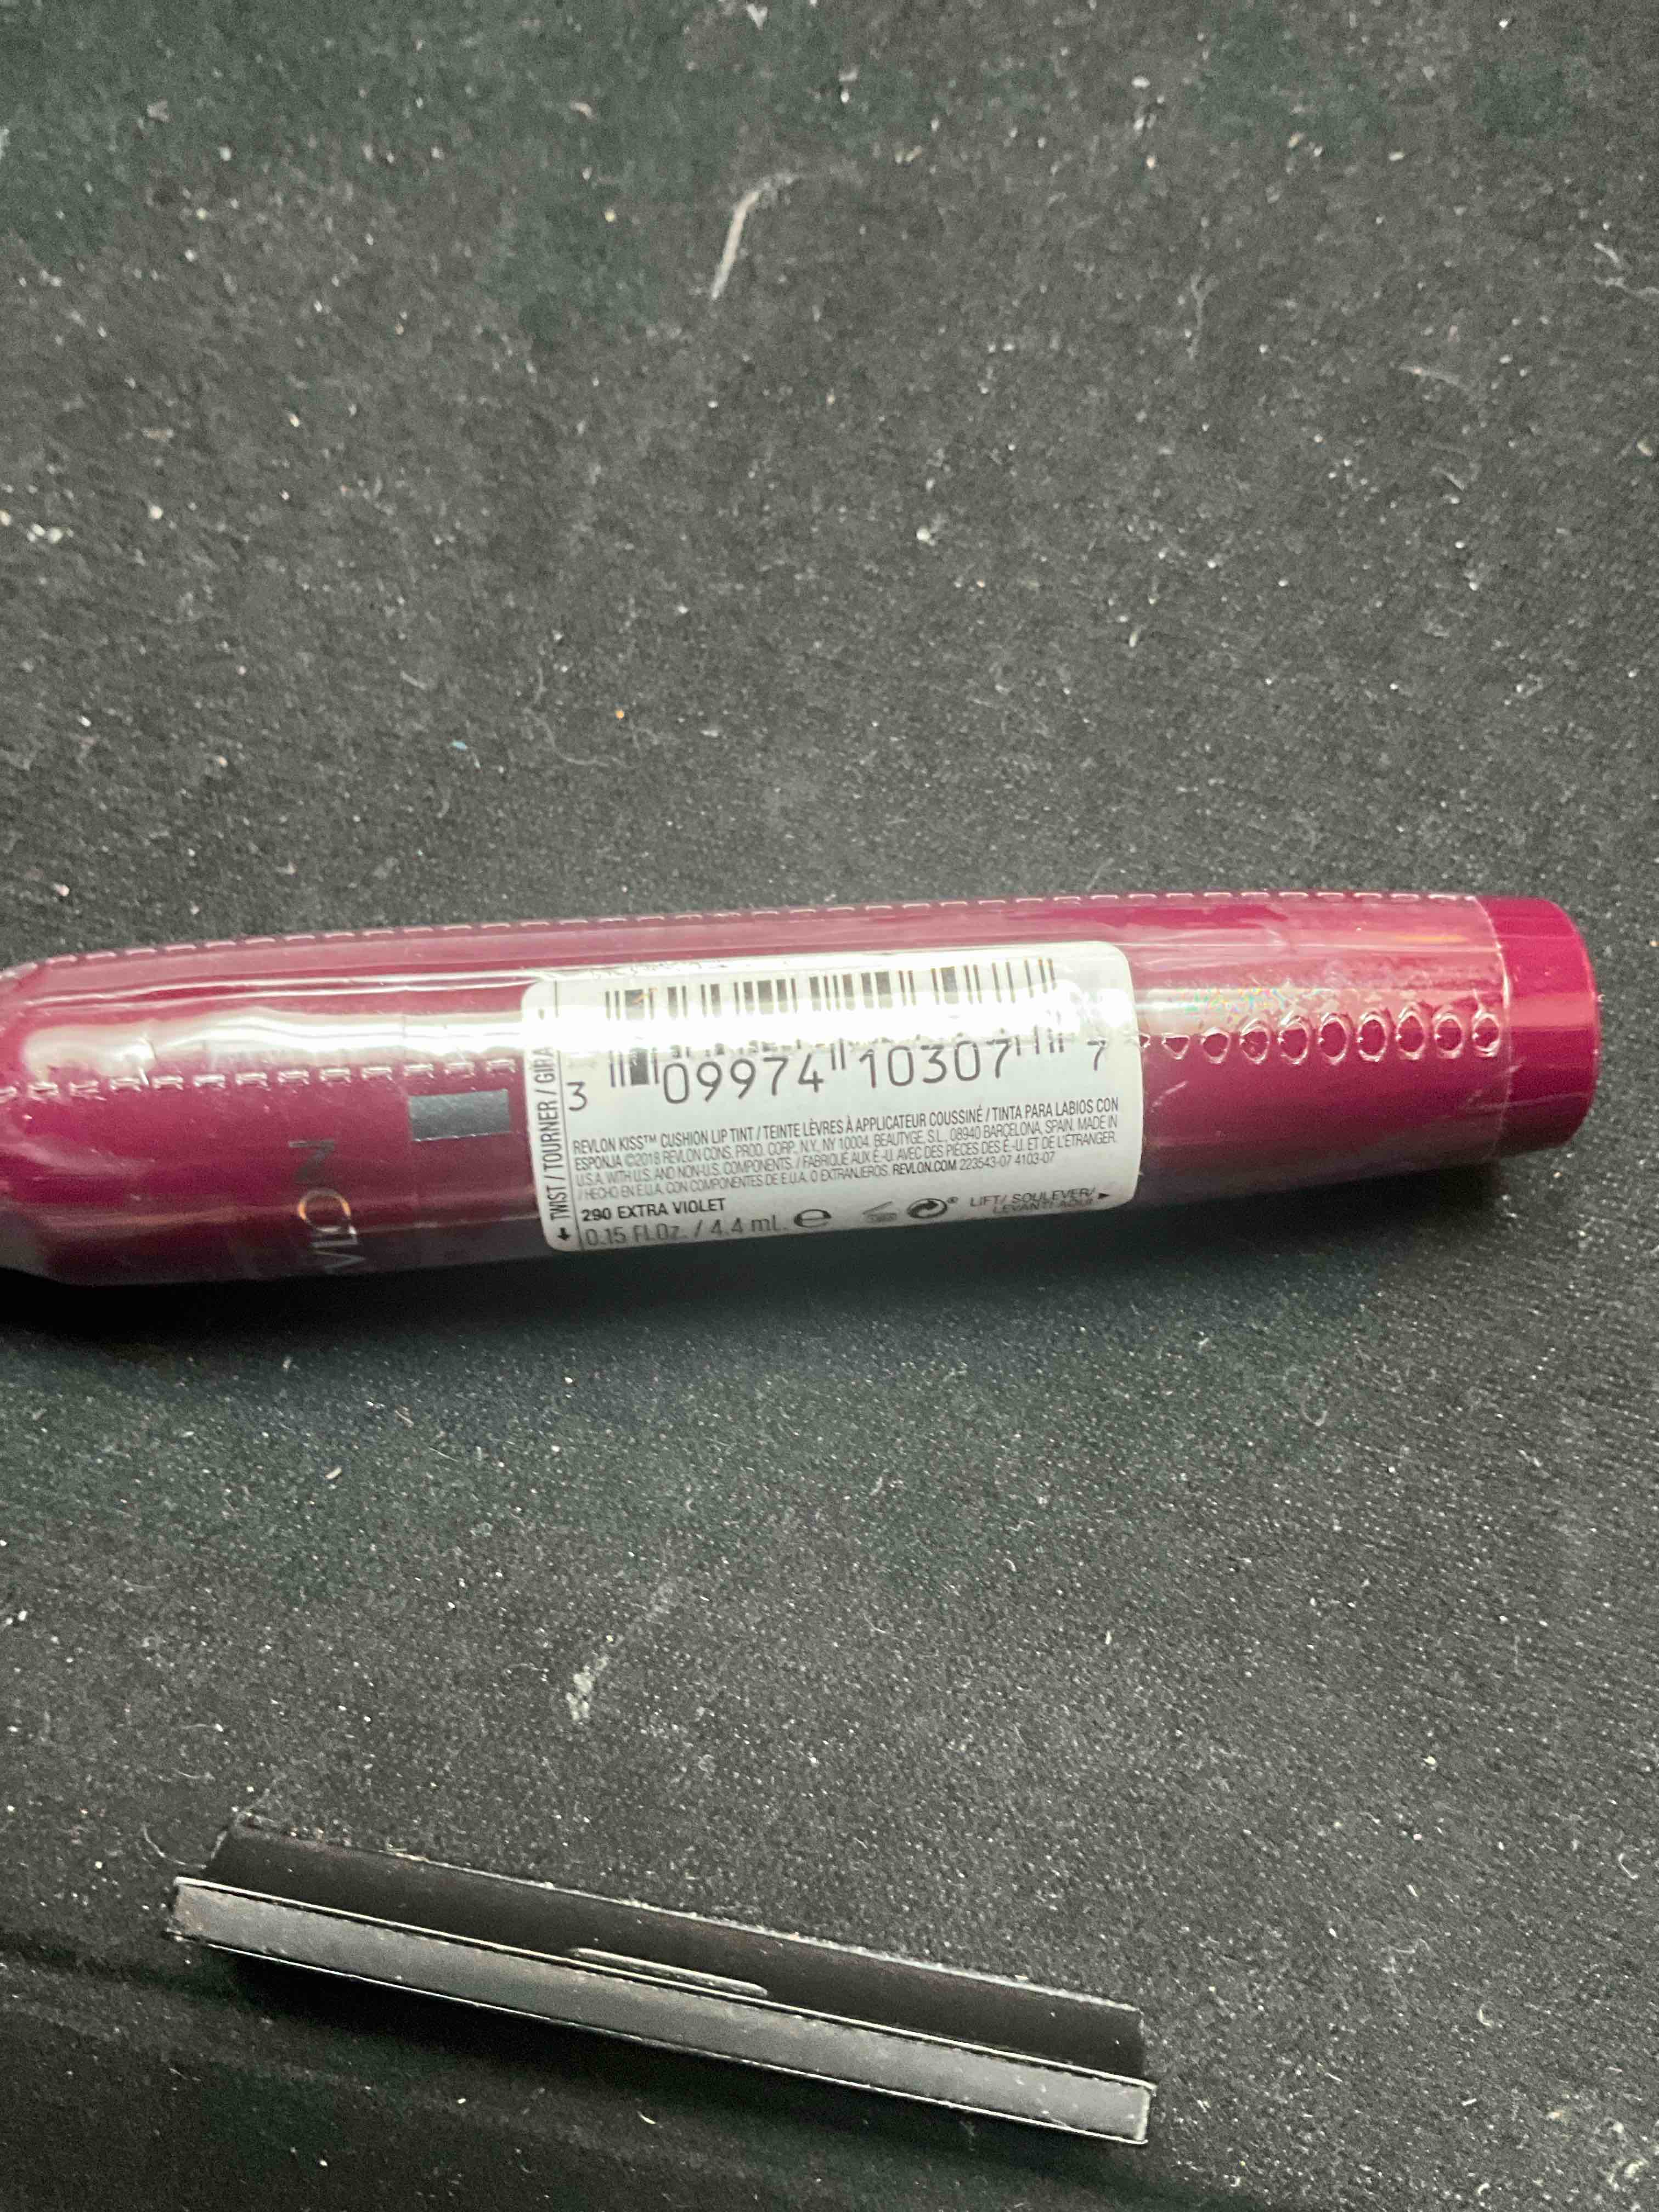 3 09974 10307 7
← TWIST / TOURNER / GIRA
REVLON KISS™ CUSHION LIP TINT / TEINTE LÈVRES À APPLICATEUR COUSSINÉ / TINTA PARA LABIOS CON
ESPONJA ©2018 REVLON CONS. PROD. CORP., N.Y., NY 10004. BEAUTYGE, S.L., 08940 BARCELONA, SPAIN. MADE IN
U.S.A. WITH U.S. AND NON-U.S. COMPONENTS. / FABRIQUÉ AUX É.-U. AVEC DES PIÈCES DES É.-U. ET DE L'ÉTRANGER.
/ HECHO EN E.U.A. CON COMPONENTES DE E.U.A. O EXTRANJEROS. REVLON.COM 223543-07 4103-07
290 EXTRA VIOLET
0.15 Fl.Oz. / 4.4 mL. ℮
LIFT/ SOULEVER/
LEVANTI AQUI ▶
VLON